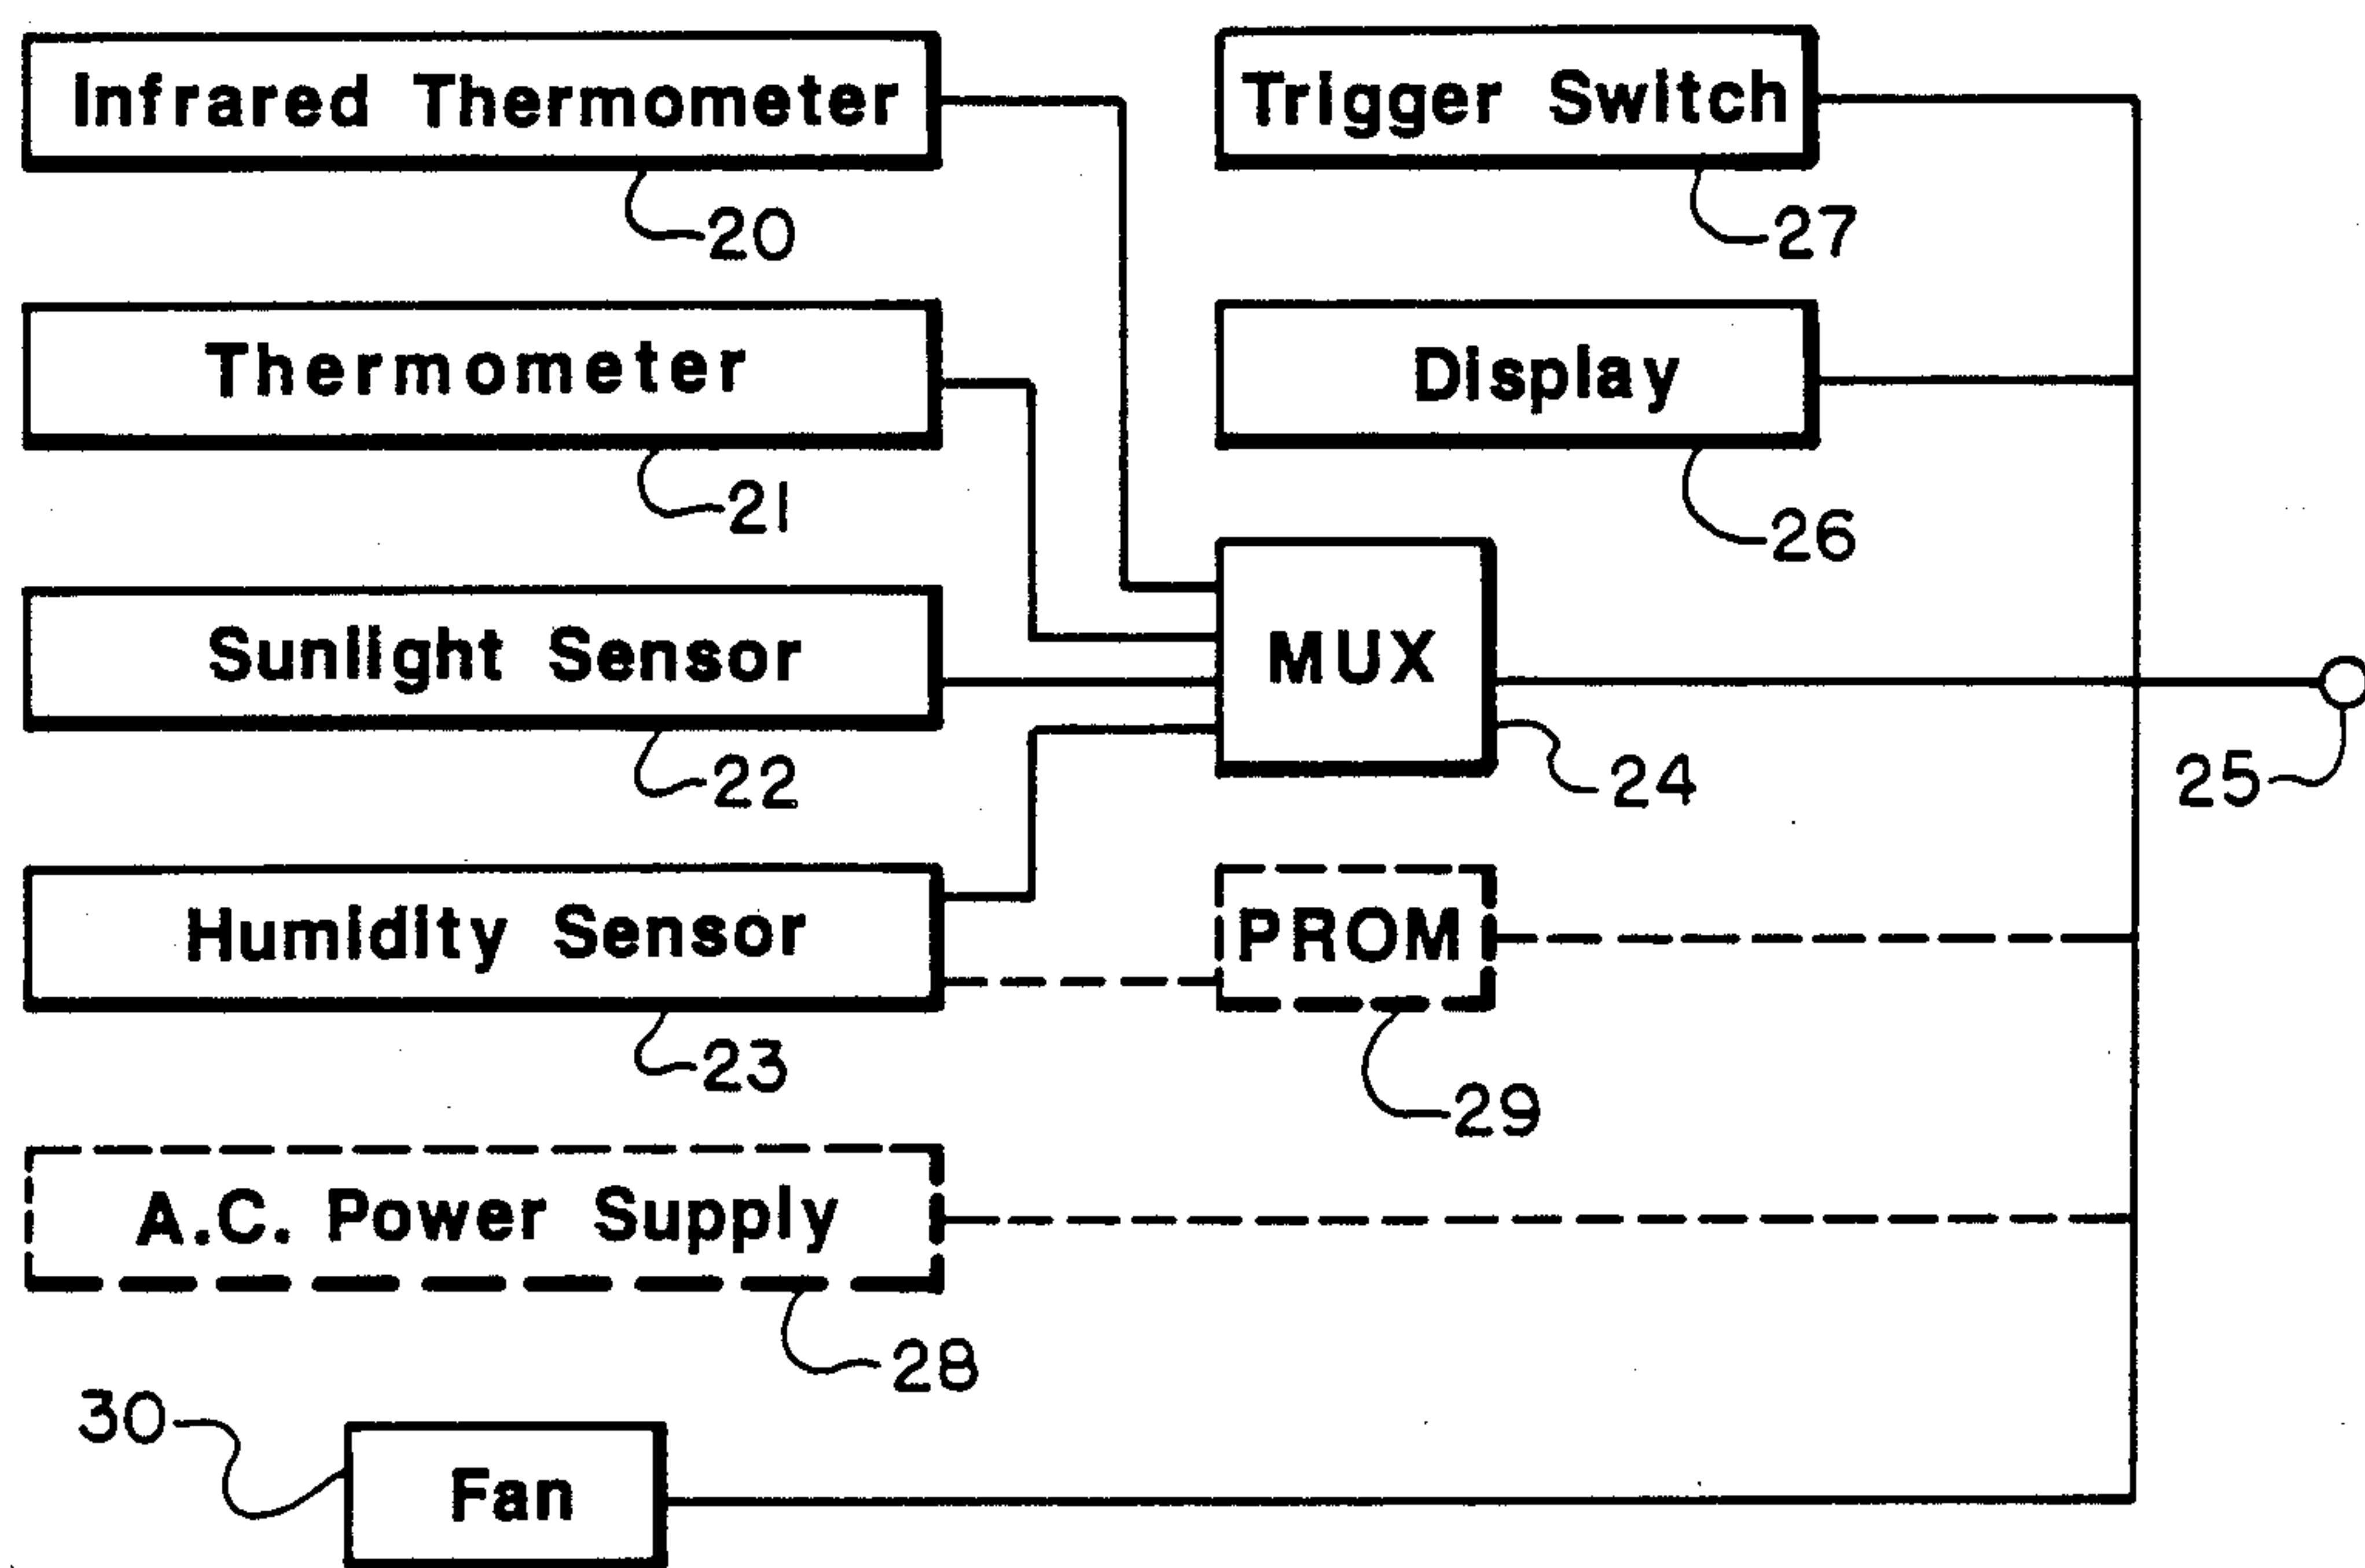 Infrared Thermometer
20
Trigger Switch
27
Thermometer
21
Display
26
Sunlight Sensor
22
MUX
24
25
Humidity Sensor
23
PROM
29
A.C. Power Supply
28
30
Fan